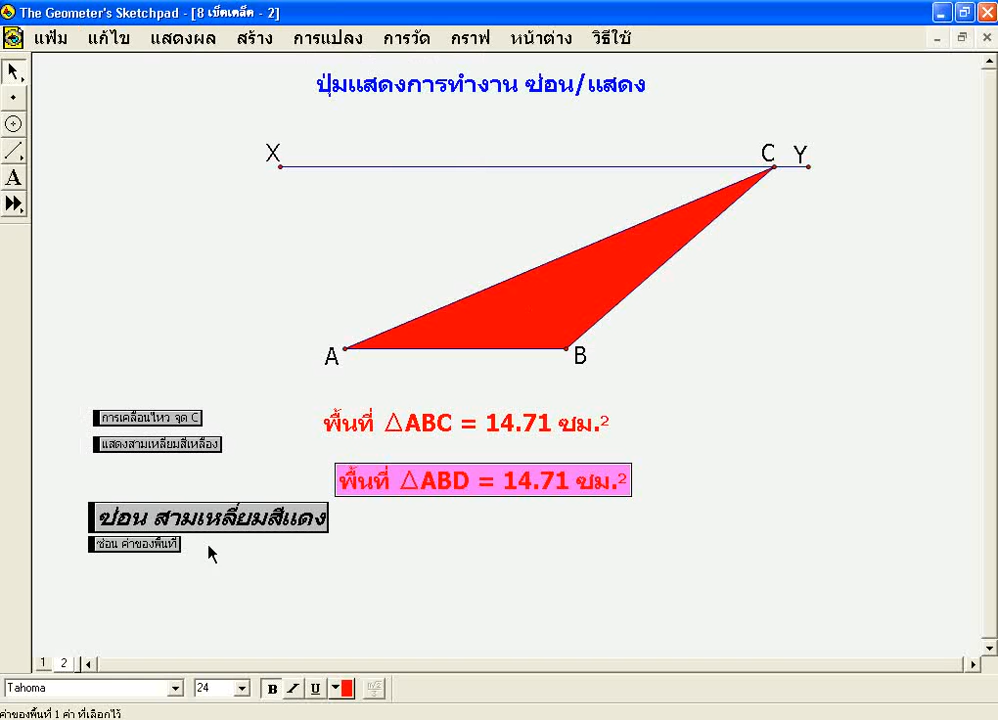 The Geometer's Sketchpad - [8 เช็ตเคล็ด - 2]
แฟ้ม แก้ไข แสดงผล สร้าง การแปลง การวัด กราฟ หน้าต่าง วิธีใช้
ปุ่มแสดงการทำงาน ซ่อน/แสดง
X C Y
A B
การเคลื่อนไหว จุด C
พื้นที่ △ABC = 14.71 ซม.²
แสดงสามเหลี่ยมสีเหลือง
พื้นที่ △ABD = 14.71 ซม.²
ซ่อน สามเหลี่ยมสีแดง
ซ่อน ค่าของพื้นที่
1 2
Tahoma 24 B I U
ค่าของพื้นที่ 1 ค่า ที่เลือกไว้